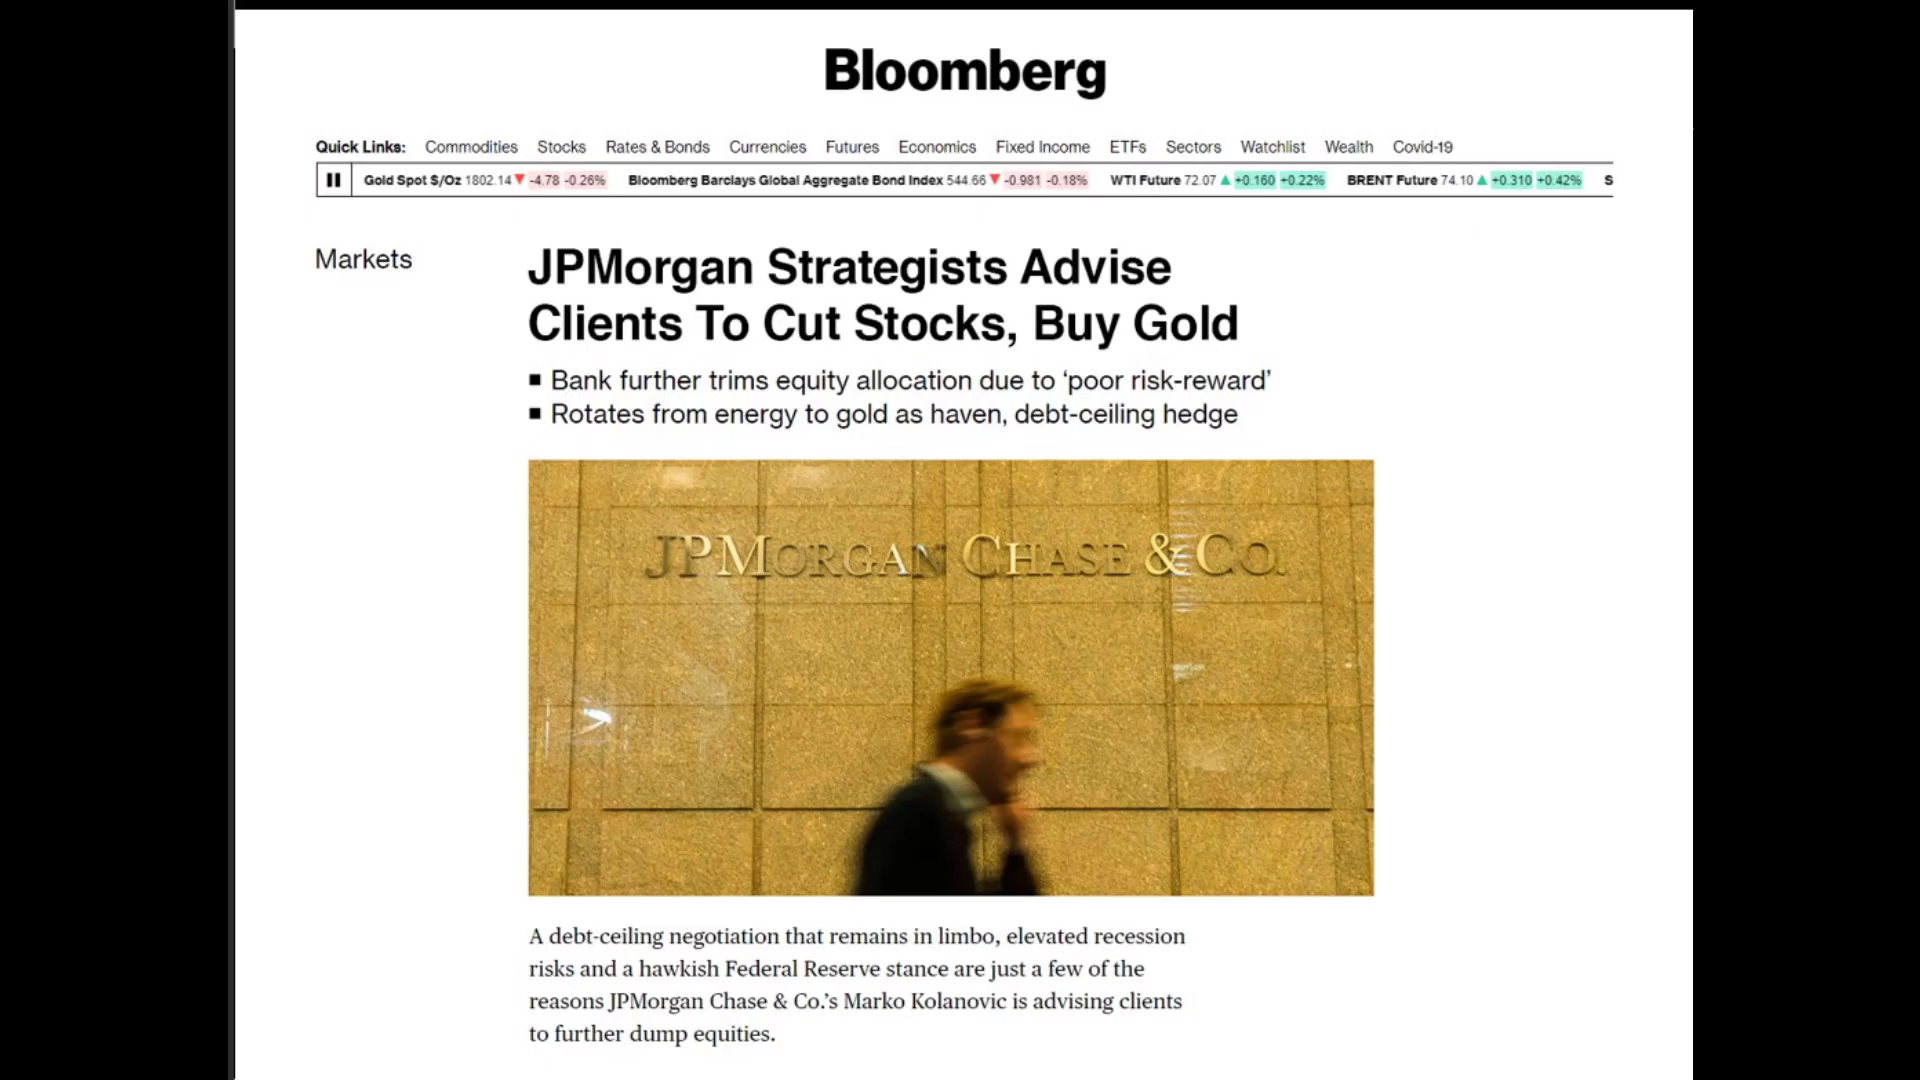 Bloomberg
Quick Links: Commodities Stocks Rates & Bonds Currencies Futures Economics Fixed Income ETFs Sectors Watchlist Wealth Covid-19
Gold Spot $/Oz 1802.14 ▼ -4.78 -0.26% Bloomberg Barclays Global Aggregate Bond Index 544.66 ▼ -0.981 -0.18% WTI Future 72.07 ▲ +0.160 +0.22% BRENT Future 74.10 ▲ +0.310 +0.42% S
Markets
JPMorgan Strategists Advise
Clients To Cut Stocks, Buy Gold
■ Bank further trims equity allocation due to ‘poor risk-reward’
■ Rotates from energy to gold as haven, debt-ceiling hedge
JPMORGAN CHASE & CO.
A debt-ceiling negotiation that remains in limbo, elevated recession
risks and a hawkish Federal Reserve stance are just a few of the
reasons JPMorgan Chase & Co.’s Marko Kolanovic is advising clients
to further dump equities.